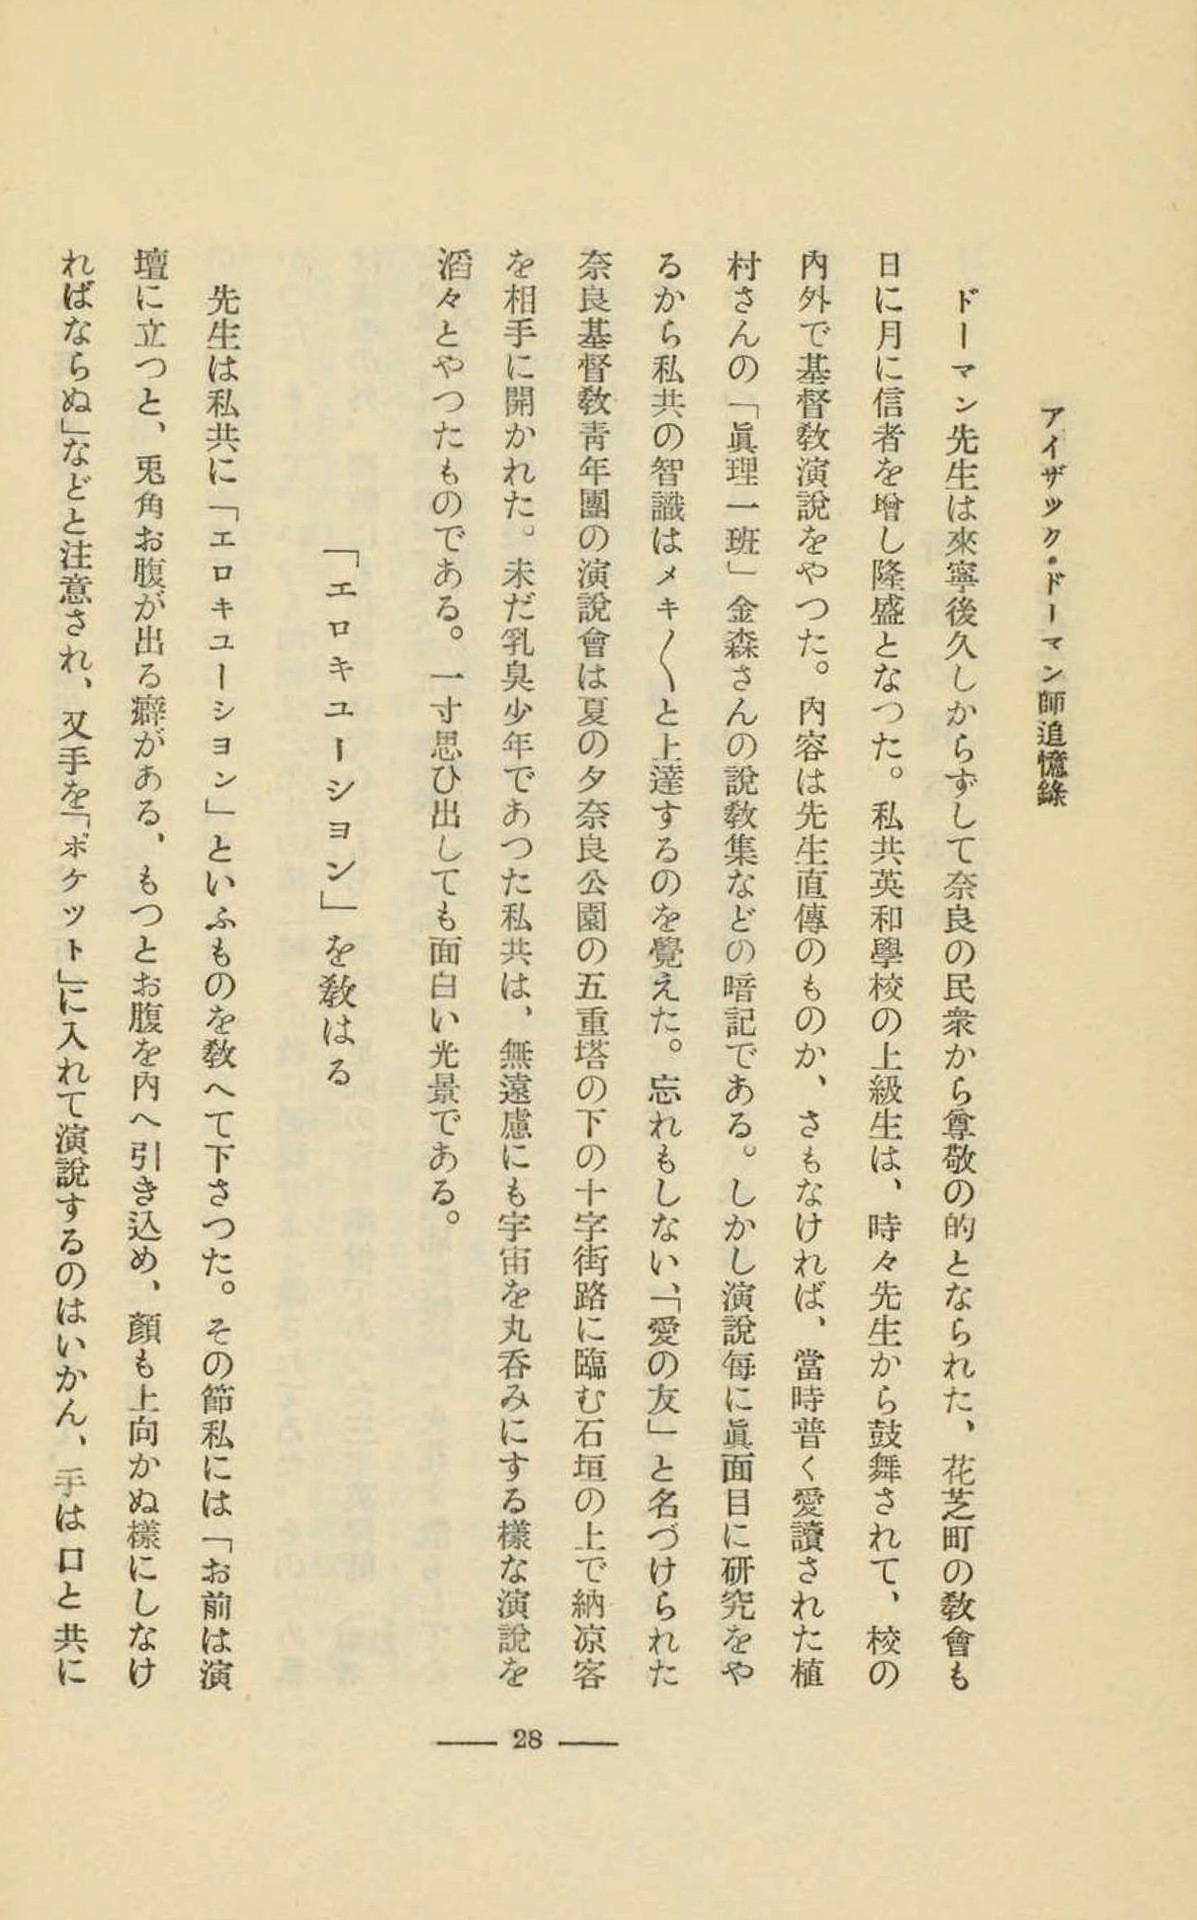 アイザック・ドーマン師追憶錄
ドーマン先生は來寧後久しからずして奈良の民衆から尊敬の的となられた、花芝町の敎會も
日に月に信者を增し隆盛となつた。私共英和學校の上級生は、時々先生から鼓舞されて、校の
內外で基督敎演說をやつた。內容は先生直傳のものか、さもなければ、當時普く愛讀された植
村さんの「眞理一班」金森さんの說敎集などの暗記である。しかし演說每に眞面目に硏究をや
るから私共の智識はメキ〱と上達するのを覺えた。忘れもしない、「愛の友」と名づけられた
奈良基督敎靑年團の演說會は夏の夕奈良公園の五重塔の下の十字街路に臨む石垣の上で納凉客
を相手に開かれた。未だ乳臭少年であつた私共は、無遠慮にも宇宙を丸呑みにする樣な演說を
滔々とやつたものである。一寸思ひ出しても面白い光景である。
「エロキユーシヨン」を敎はる
先生は私共に「エロキユーシヨン」といふものを敎へて下さつた。その節私には「お前は演
壇に立つと、兎角お腹が出る癖がある、もつとお腹を內へ引き込め、顏も上向かぬ樣にしなけ
ればならぬ」などと注意され、又手を「ポケツト」に入れて演說するのはいかん、手は口と共に
28